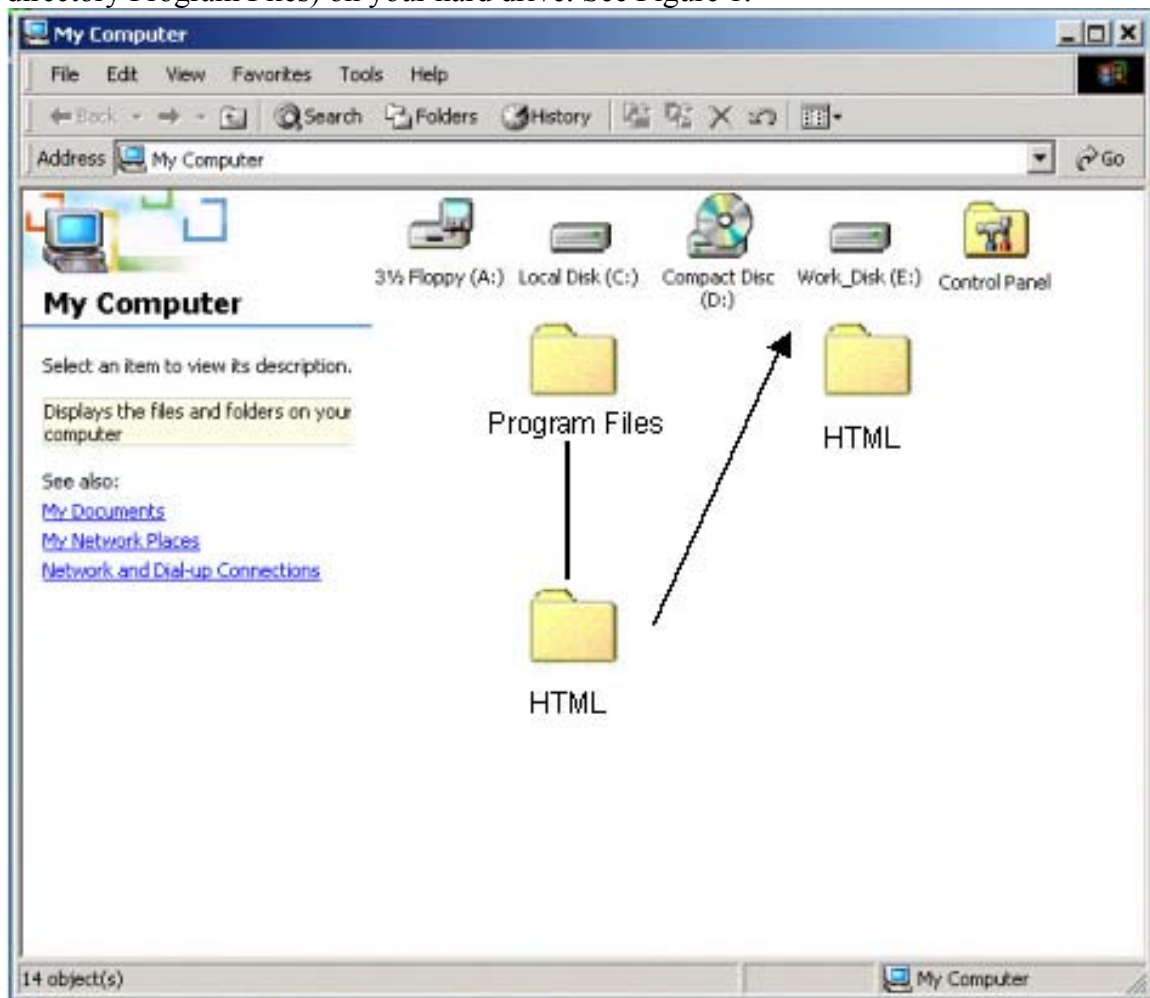 directory Program Files) on your hard drive. See Figure 1.
My Computer
File Edit View Favorites Tools Help
Back Search Folders History
Address My Computer Go
3½ Floppy (A:) Local Disk (C:) Compact Disc (D:) Work_Disk (E:) Control Panel
My Computer
Select an item to view its description.
Displays the files and folders on your
computer
See also:
My Documents
My Network Places
Network and Dial-up Connections
Program Files
HTML
HTML
14 object(s) My Computer